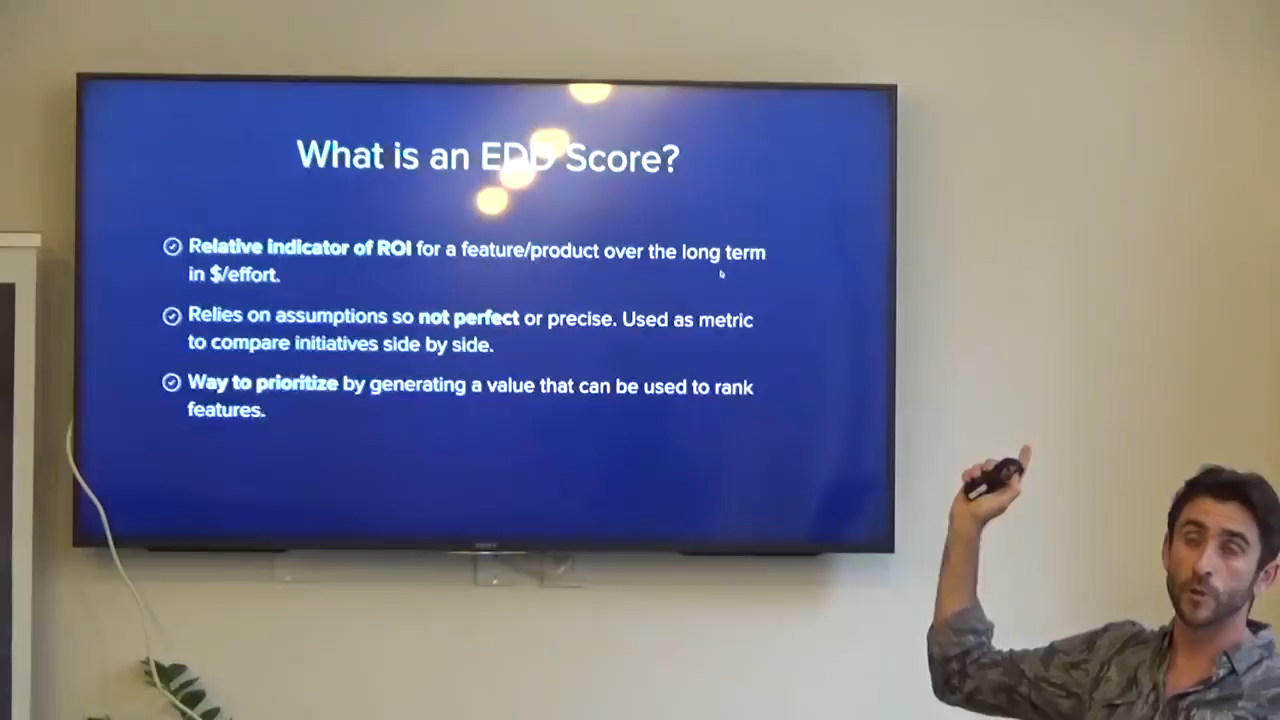 What is an EDD Score?
Relative indicator of ROI for a feature/product over the long term
in $/effort.
Relies on assumptions so not perfect or precise. Used as metric
to compare initiatives side by side.
Way to prioritize by generating a value that can be used to rank
features.